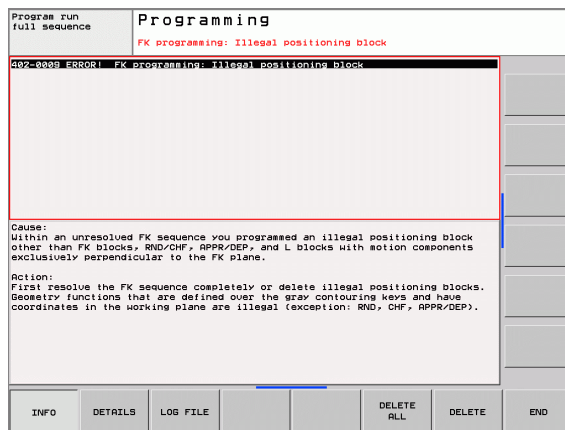 Program run
full sequence
Programming
FK programming: Illegal positioning block
402-0009 ERROR! FK programming: Illegal positioning block
Cause:
Within an unresolved FK sequence you programmed an illegal positioning block
other than FK blocks, RND/CHF, APPR/DEP, and L blocks with motion components
exclusively perpendicular to the FK plane.
Action:
First resolve the FK sequence completely or delete illegal positioning blocks.
Geometry functions that are defined over the gray contouring keys and have
coordinates in the working plane are illegal (exception: RND, CHF, APPR/DEP).
INFO
DETAILS
LOG FILE
DELETE
ALL
DELETE
END